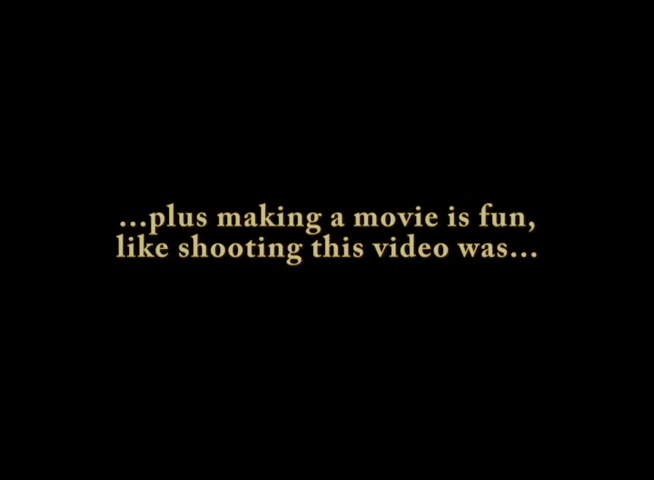 ...plus making a movie is fun,
like shooting this video was...